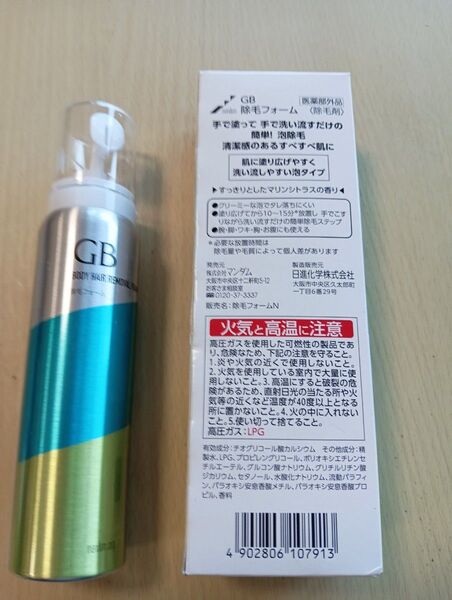 GB
BODY HAIR REMOVAL
除毛フォーム
GB
除毛フォーム
医薬部外品
〈除毛剤〉
手で塗って 手で洗い流すだけの
簡単! 泡除毛
清潔感のあるすべすべ肌に
肌に塗り広げやすく
洗い流しやすい泡タイプ
▶すっきりとしたマリンシトラスの香り◀
●クリーミーな泡でタレ落ちにくい
●塗り広げてから10〜15分*放置し 手でこす
りながら洗い流すだけの簡単除毛ステップ
●腕・脚・ワキ・胸・お腹にも使える
*必要な放置時間は
除毛量や毛質によって個人差があります
発売元
株式会社マンダム
大阪市中央区十二軒町5-12
お客さま相談室
0120-37-3337
製造販売元
日進化学株式会社
大阪市中央区久太郎町
一丁目6番29号
販売名:除毛フォームN
火気と高温に注意
高圧ガスを使用した可燃性の製品であ
り、危険なため、下記の注意を守ること。
1.炎や火気の近くで使用しないこと。
2.火気を使用している室内で大量に使
用しないこと。3.高温にすると破裂の危
険があるため、直射日光の当たる所や火
気等の近くなど温度が40度以上となる
所に置かないこと。4.火の中に入れない
こと。5.使い切って捨てること。
高圧ガス:LPG
有効成分:チオグリコール酸カルシウム その他成分:精
製水、LPG、プロピレングリコール、ポリオキシエチレンセ
チルエーテル、グルコン酸ナトリウム、グリチルリチン酸
ジカリウム、セタノール、水酸化ナトリウム、流動パラフィ
ン、パラオキシ安息香酸メチル、パラオキシ安息香酸プロ
ピル、香料
4 902806 107913